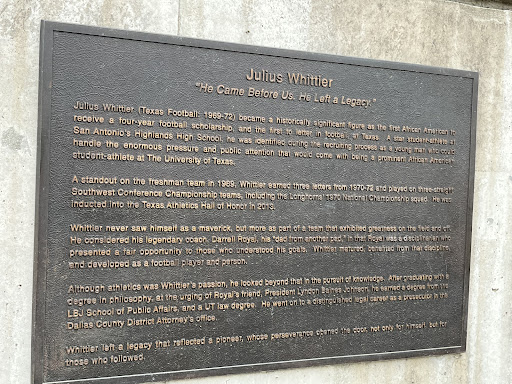 Julius Whittier
"He Came Before Us. He Left a Legacy."
Julius Whittier (Texas Football: 1969-72) became a historically significant figure as the first African American to
receive a four-year football scholarship, and the first to letter in football, at Texas. A star student-athlete at
San Antonio's Highlands High School, he was identified during the recruiting process as a young man who could
handle the enormous pressure and public attention that would come with being a prominent African American
student-athlete at The University of Texas.
A standout on the freshman team in 1969, Whittier earned three letters from 1970-72 and played on three-straight
Southwest Conference Championship teams, including the Longhorns' 1970 National Championship squad. He was
inducted into the Texas Athletics Hall of Honor in 2013.
Whittier never saw himself as a maverick, but more as part of a team that exhibited greatness on the field and off.
He considered his legendary coach, Darrell Royal, his "dad from another pad," in that Royal was a disciplinarian who
presented a fair opportunity to those who understood his goals. Whittier matured, benefited from that discipline,
and developed as a football player and person.
Although athletics was Whittier's passion, he looked beyond that in the pursuit of knowledge. After graduating with a
degree in philosophy, at the urging of Royal's friend, President Lyndon Baines Johnson, he earned a degree from the
LBJ School of Public Affairs, and a UT law degree. He went on to a distinguished legal career as a prosecutor in the
Dallas County District Attorney's office.
Whittier left a legacy that reflected a pioneer, whose perseverance opened the door, not only for himself, but for
those who followed.